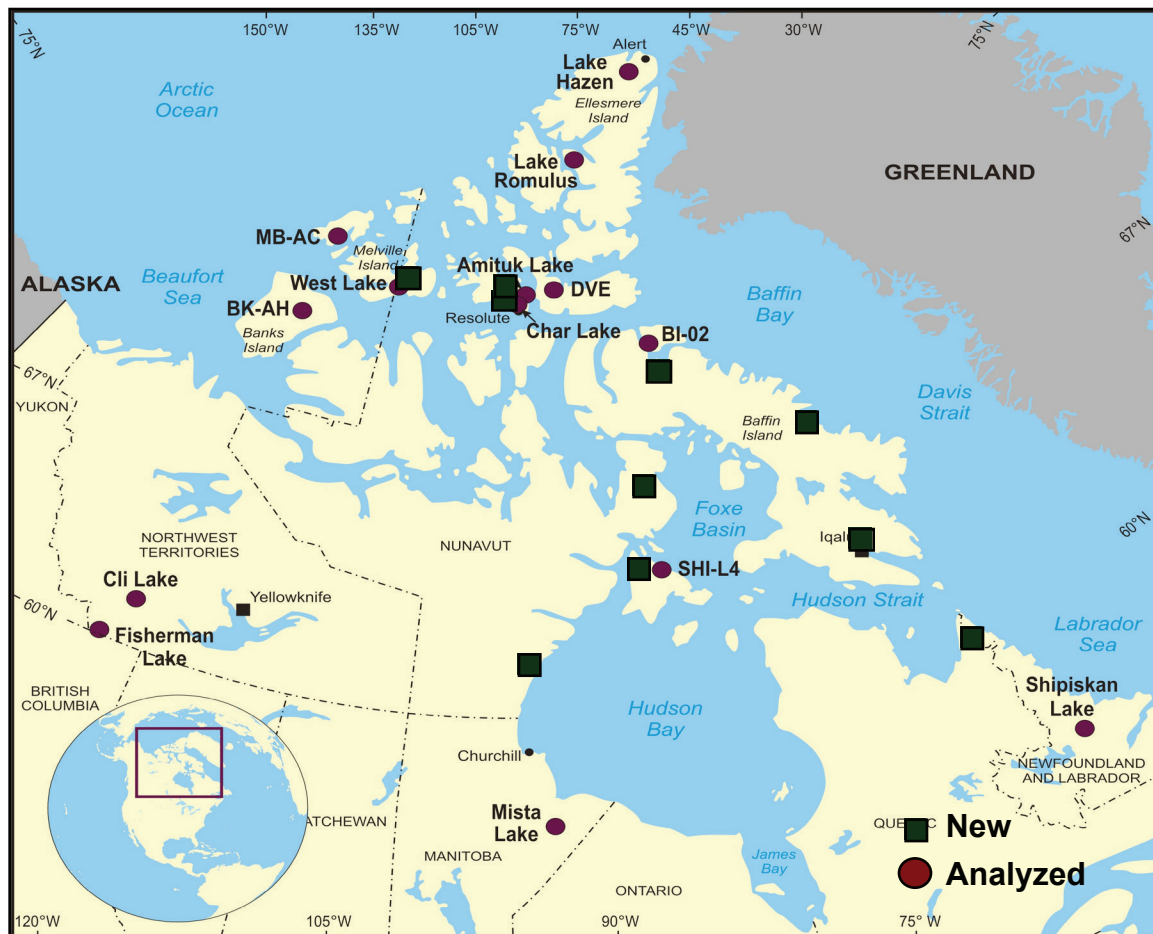 150°W
135°W
105°W
75°W
45°W
30°W
75°N
75°N
Alert
Lake
Hazen
Ellesmere
Island
Arctic
Ocean
GREENLAND
Lake
Romulus
67°N
MB-AC
Melville
Island
Amituk Lake
ALASKA
Beaufort
Sea
West Lake
DVE
Baffin
Bay
BK-AH
Resolute
Banks
Island
Char Lake
BI-02
67°N
YUKON
Davis
Strait
Baffin
Island
Foxe
Basin
60°N
NORTHWEST
TERRITORIES
NUNAVUT
Iqalu
SHI-L4
Cli Lake
Yellowknife
Hudson Strait
60°N
Fisherman
Lake
Labrador
Sea
BRITISH
COLUMBIA
Shipiskan
Lake
Hudson
Bay
Churchill
NEWFOUNDLAND
AND LABRADOR
Mista
Lake
ATCHEWAN
QUEBEC
New
MANITOBA
James
Bay
Analyzed
ONTARIO
120°W
105°W
90°W
75°W